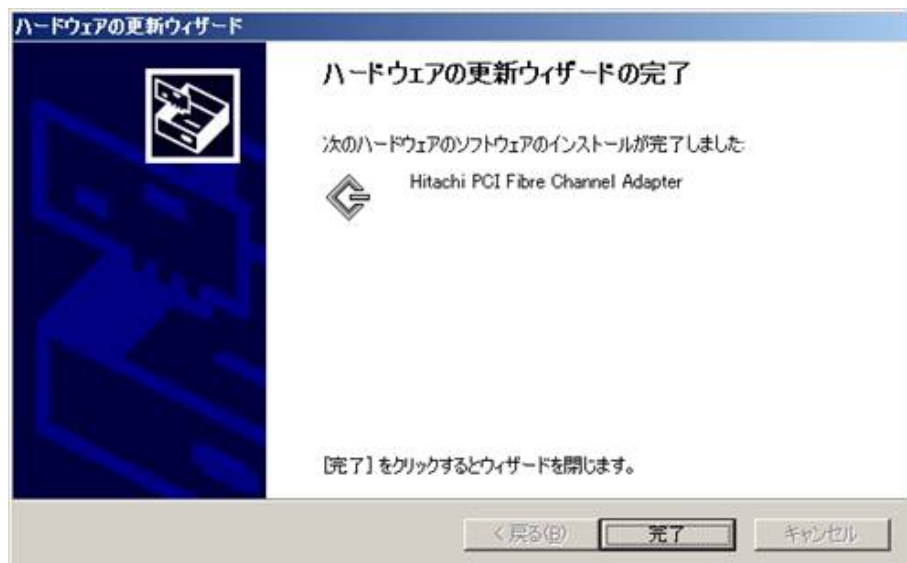 ハードウェアの更新ウィザード
ハードウェアの更新ウィザードの完了
次のハードウェアのソフトウェアのインストールが完了しました:
Hitachi PCI Fibre Channel Adapter
[完了] をクリックするとウィザードを閉じます。
< 戻る(B)
完了
キャンセル